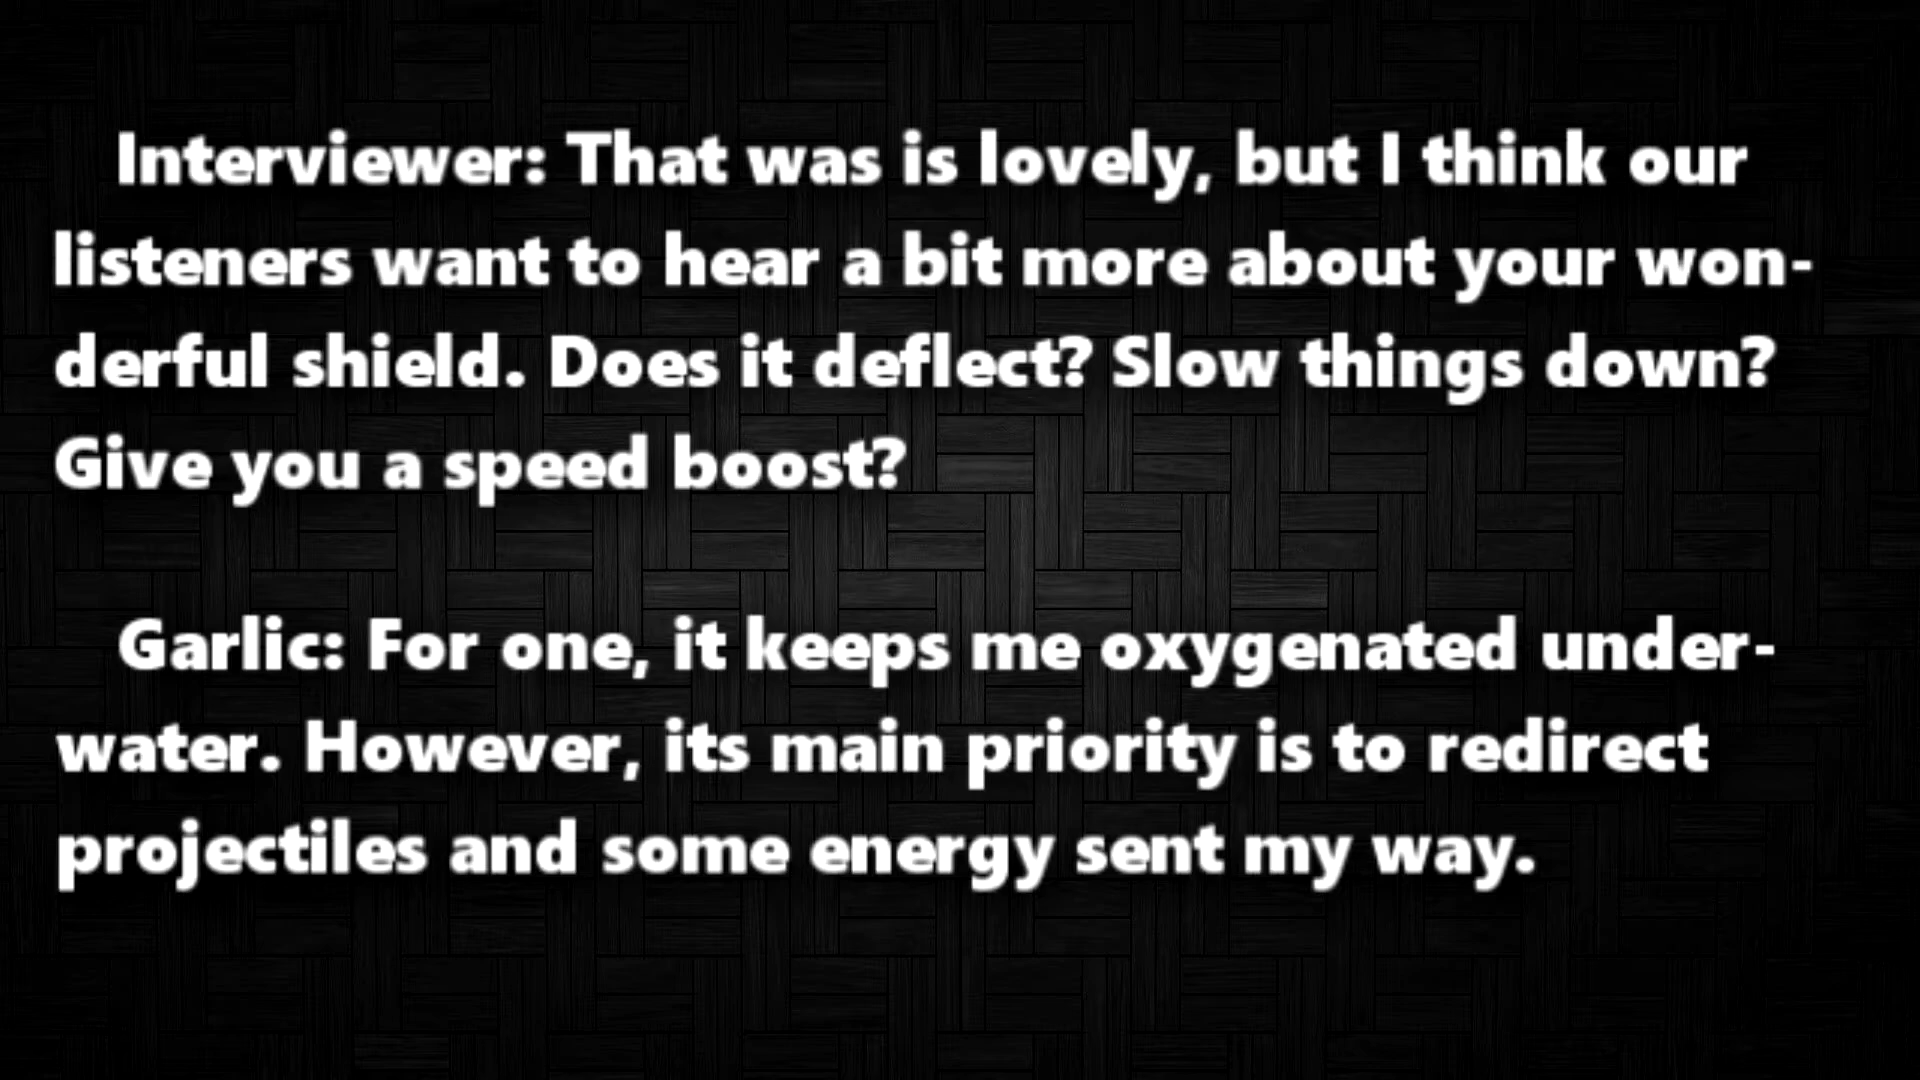 Interviewer: That was is lovely, but I think our
listeners want to hear a bit more about your won-
derful shield. Does it deflect? Slow things down?
Give you a speed boost?
Garlic: For one, it keeps me oxygenated under-
water. However, its main priority is to redirect
projectiles and some energy sent my way.